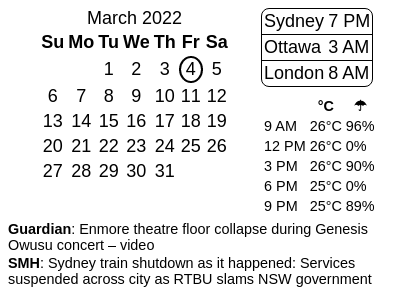 March 2022
Su Mo Tu We Th Fr Sa
1 2 3 4 5
6 7 8 9 10 11 12
13 14 15 16 17 18 19
20 21 22 23 24 25 26
27 28 29 30 31
Sydney 7 PM
Ottawa 3 AM
London 8 AM
°C ☂
9 AM 26°C 96%
12 PM 26°C 0%
3 PM 26°C 90%
6 PM 25°C 0%
9 PM 25°C 89%
Guardian: Enmore theatre floor collapse during Genesis
Owusu concert – video
SMH: Sydney train shutdown as it happened: Services
suspended across city as RTBU slams NSW government